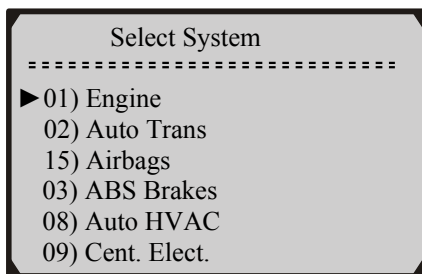 Select System
►01) Engine
02) Auto Trans
15) Airbags
03) ABS Brakes
08) Auto HVAC
09) Cent. Elect.